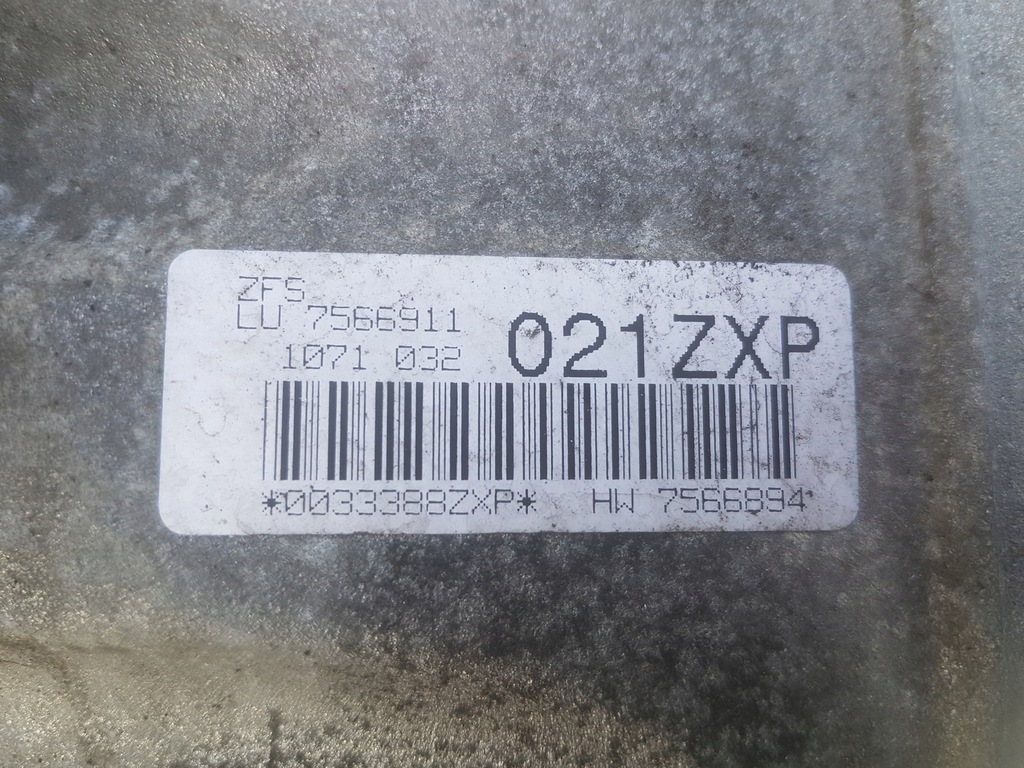 ZFS
LU 7566911
1071 032
021ZXP
*0033388ZXP* HW 7566894